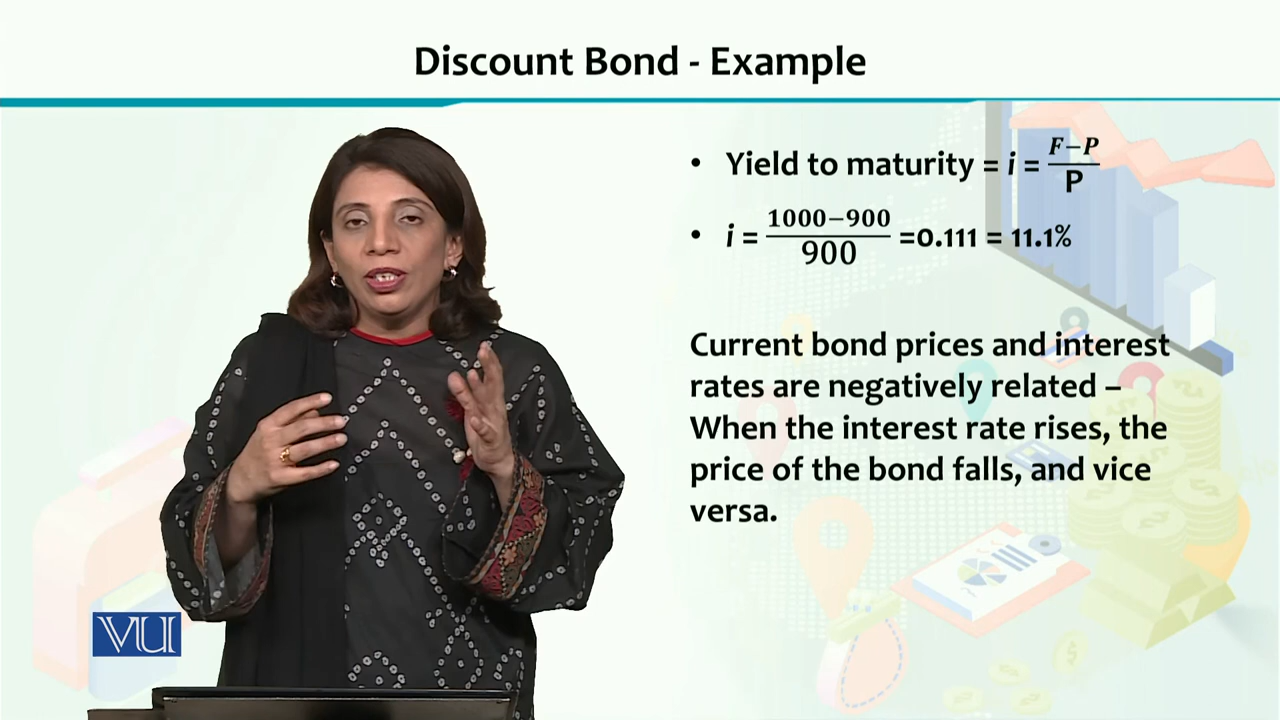 Discount Bond - Example
• Yield to maturity = i = F−P / P
• i = 1000−900 / 900 =0.111 = 11.1%
Current bond prices and interest
rates are negatively related –
When the interest rate rises, the
price of the bond falls, and vice
versa.
VU